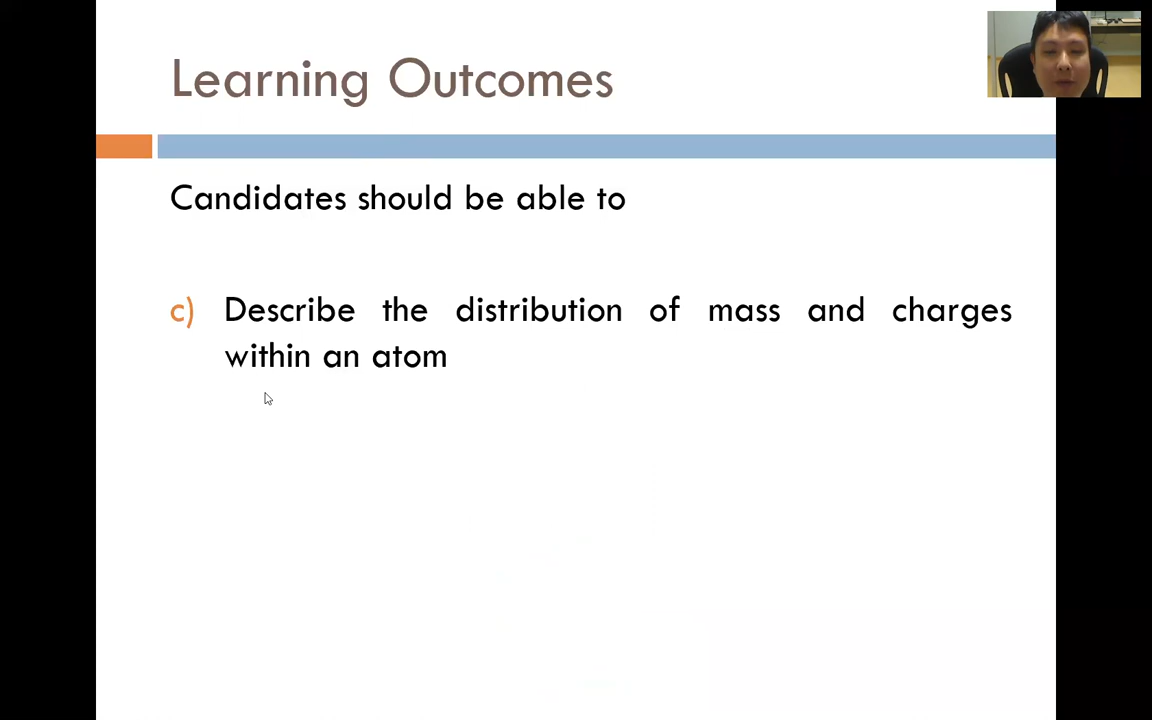 Learning Outcomes
Candidates should be able to
c) Describe the distribution of mass and charges
within an atom